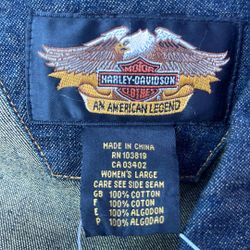 MOTOR
HARLEY-DAVIDSON
CLOTHES
AN AMERICAN LEGEND
MADE IN CHINA
RN 103819
CA 03402
WOMEN'S LARGE
CARE SEE SIDE SEAM
GB 100% COTTON
F 100% COTON
E 100% ALGODON
P 100% ALGODAO